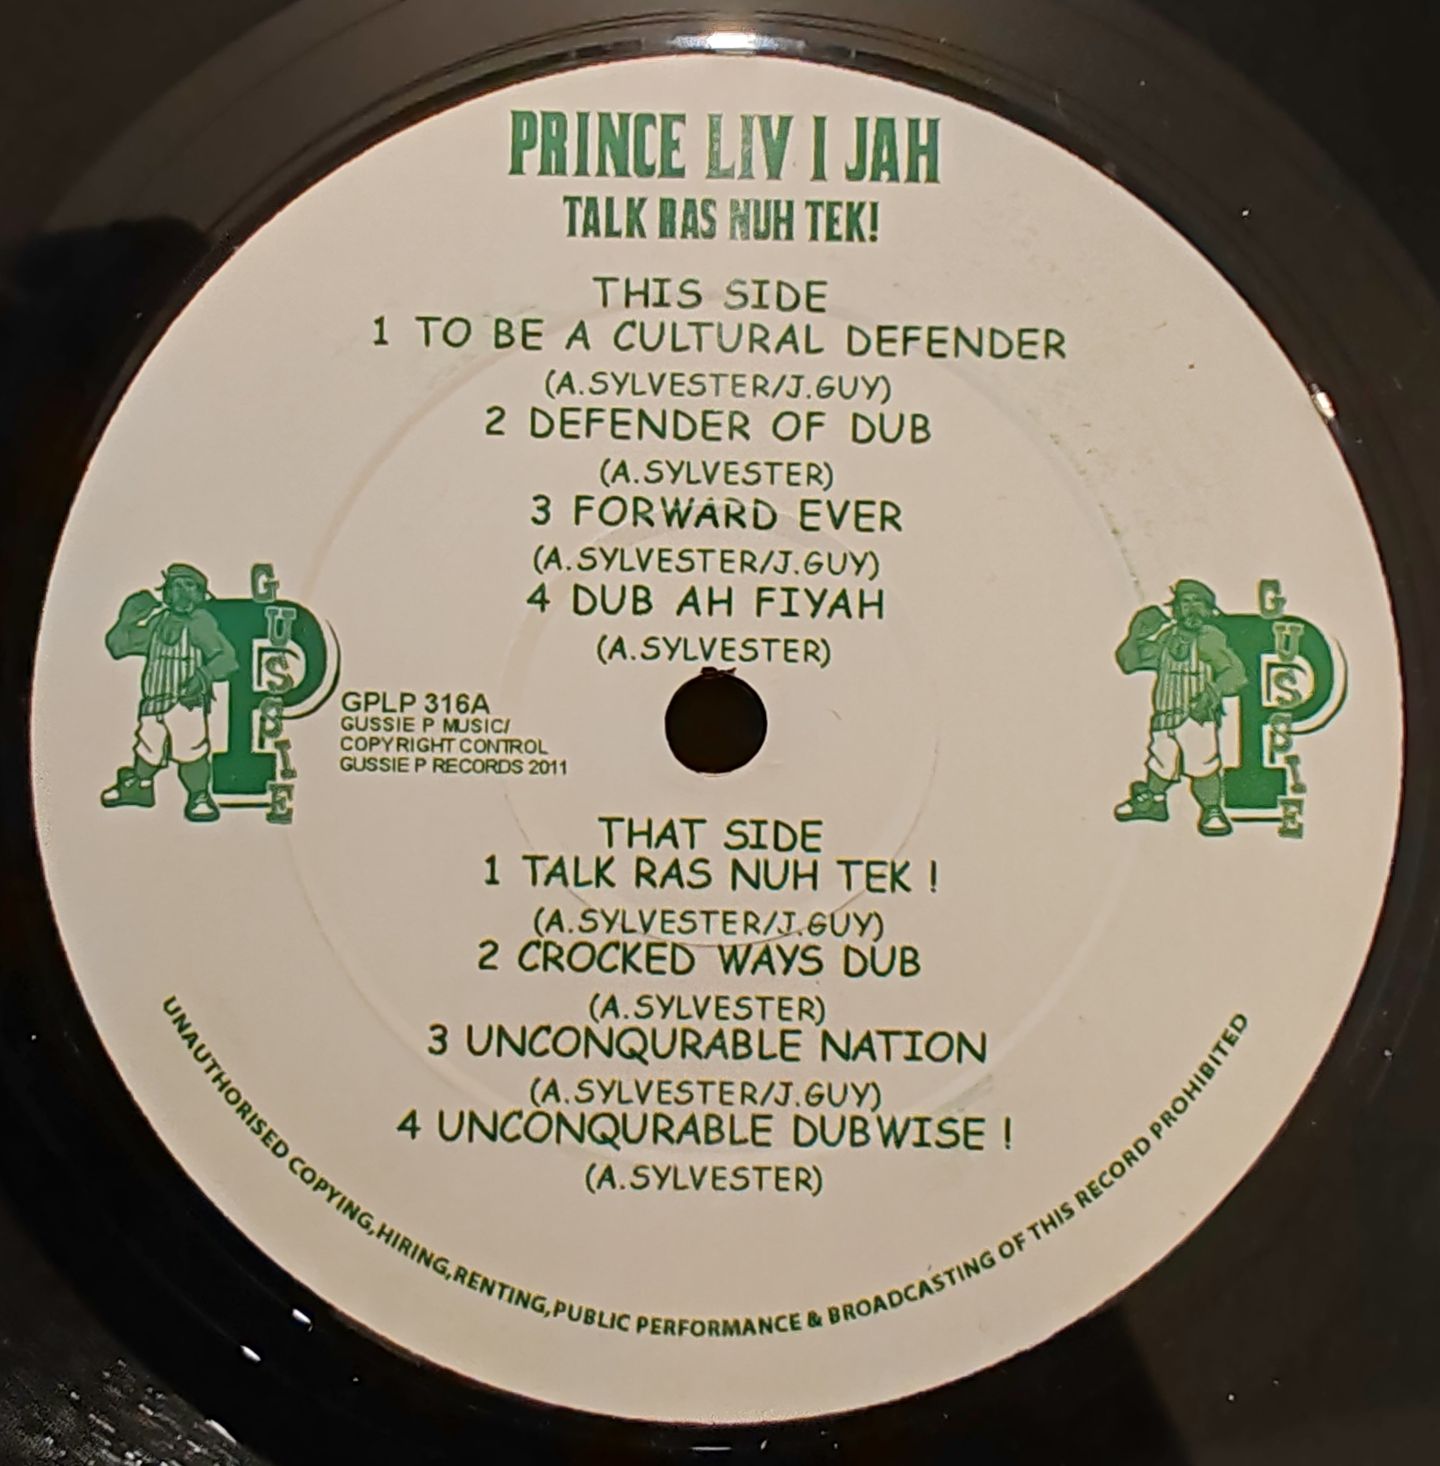 PRINCE LIV I JAH
TALK RAS NUH TEK!
THIS SIDE
1 TO BE A CULTURAL DEFENDER
(A.SYLVESTER/J.GUY)
2 DEFENDER OF DUB
(A.SYLVESTER)
3 FORWARD EVER
(A.SYLVESTER/J.GUY)
4 DUB AH FIYAH
(A.SYLVESTER)
GUSSIE P
GPLP 316A
GUSSIE P MUSIC/
COPYRIGHT CONTROL
GUSSIE P RECORDS 2011
GUSSIE P
THAT SIDE
1 TALK RAS NUH TEK !
(A.SYLVESTER/J.GUY)
2 CROCKED WAYS DUB
(A.SYLVESTER)
3 UNCONQURABLE NATION
(A.SYLVESTER/J.GUY)
4 UNCONQURABLE DUBWISE !
(A.SYLVESTER)
UNAUTHORISED COPYING,HIRING,RENTING,PUBLIC PERFORMANCE & BROADCASTING OF THIS RECORD PROHIBITED